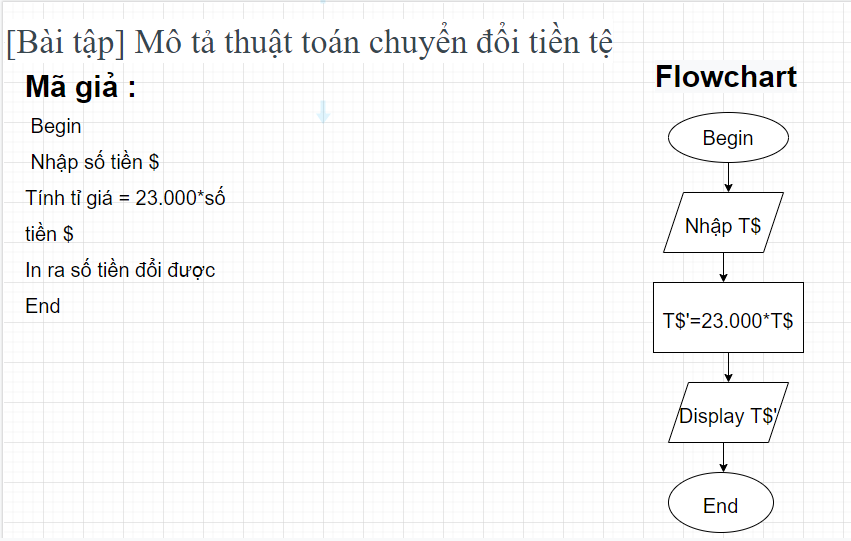 [Bài tập] Mô tả thuật toán chuyển đổi tiền tệ
Mã giả :
Begin
Nhập số tiền $
Tính tỉ giá = 23.000*số
tiền $
In ra số tiền đổi được
End
Flowchart
Begin
Nhập T$
T$'=23.000*T$
Display T$'
End